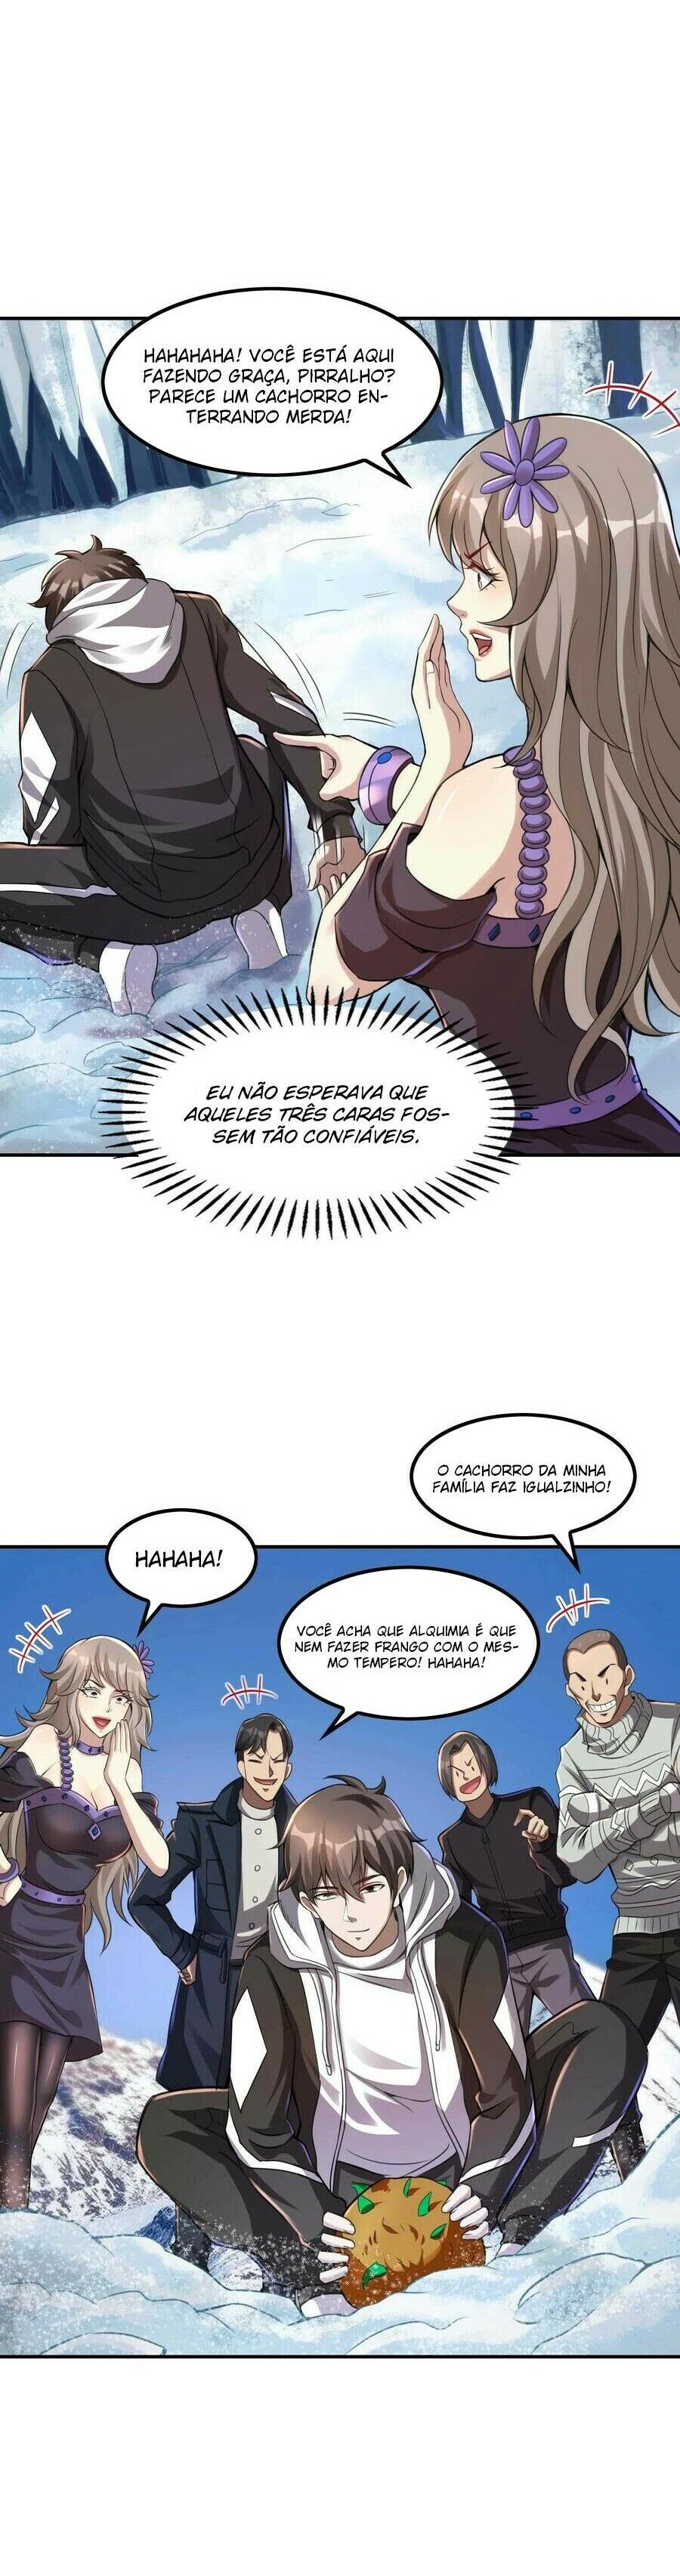 HAHAHAHA! VOCÊ ESTÁ AQUI
FAZENDO GRAÇA, PIRRALHO?
PARECE UM CACHORRO EN-
TERRANDO MERDA!
EU NÃO ESPERAVA QUE
AQUELES TRÊS CARAS FOS-
SEM TÃO CONFIÁVEIS.
O CACHORRO DA MINHA
FAMÍLIA FAZ IGUALZINHO!
HAHAHA!
VOCÊ ACHA QUE ALQUIMIA É QUE
NEM FAZER FRANGO COM O MES-
MO TEMPERO! HAHAHA!